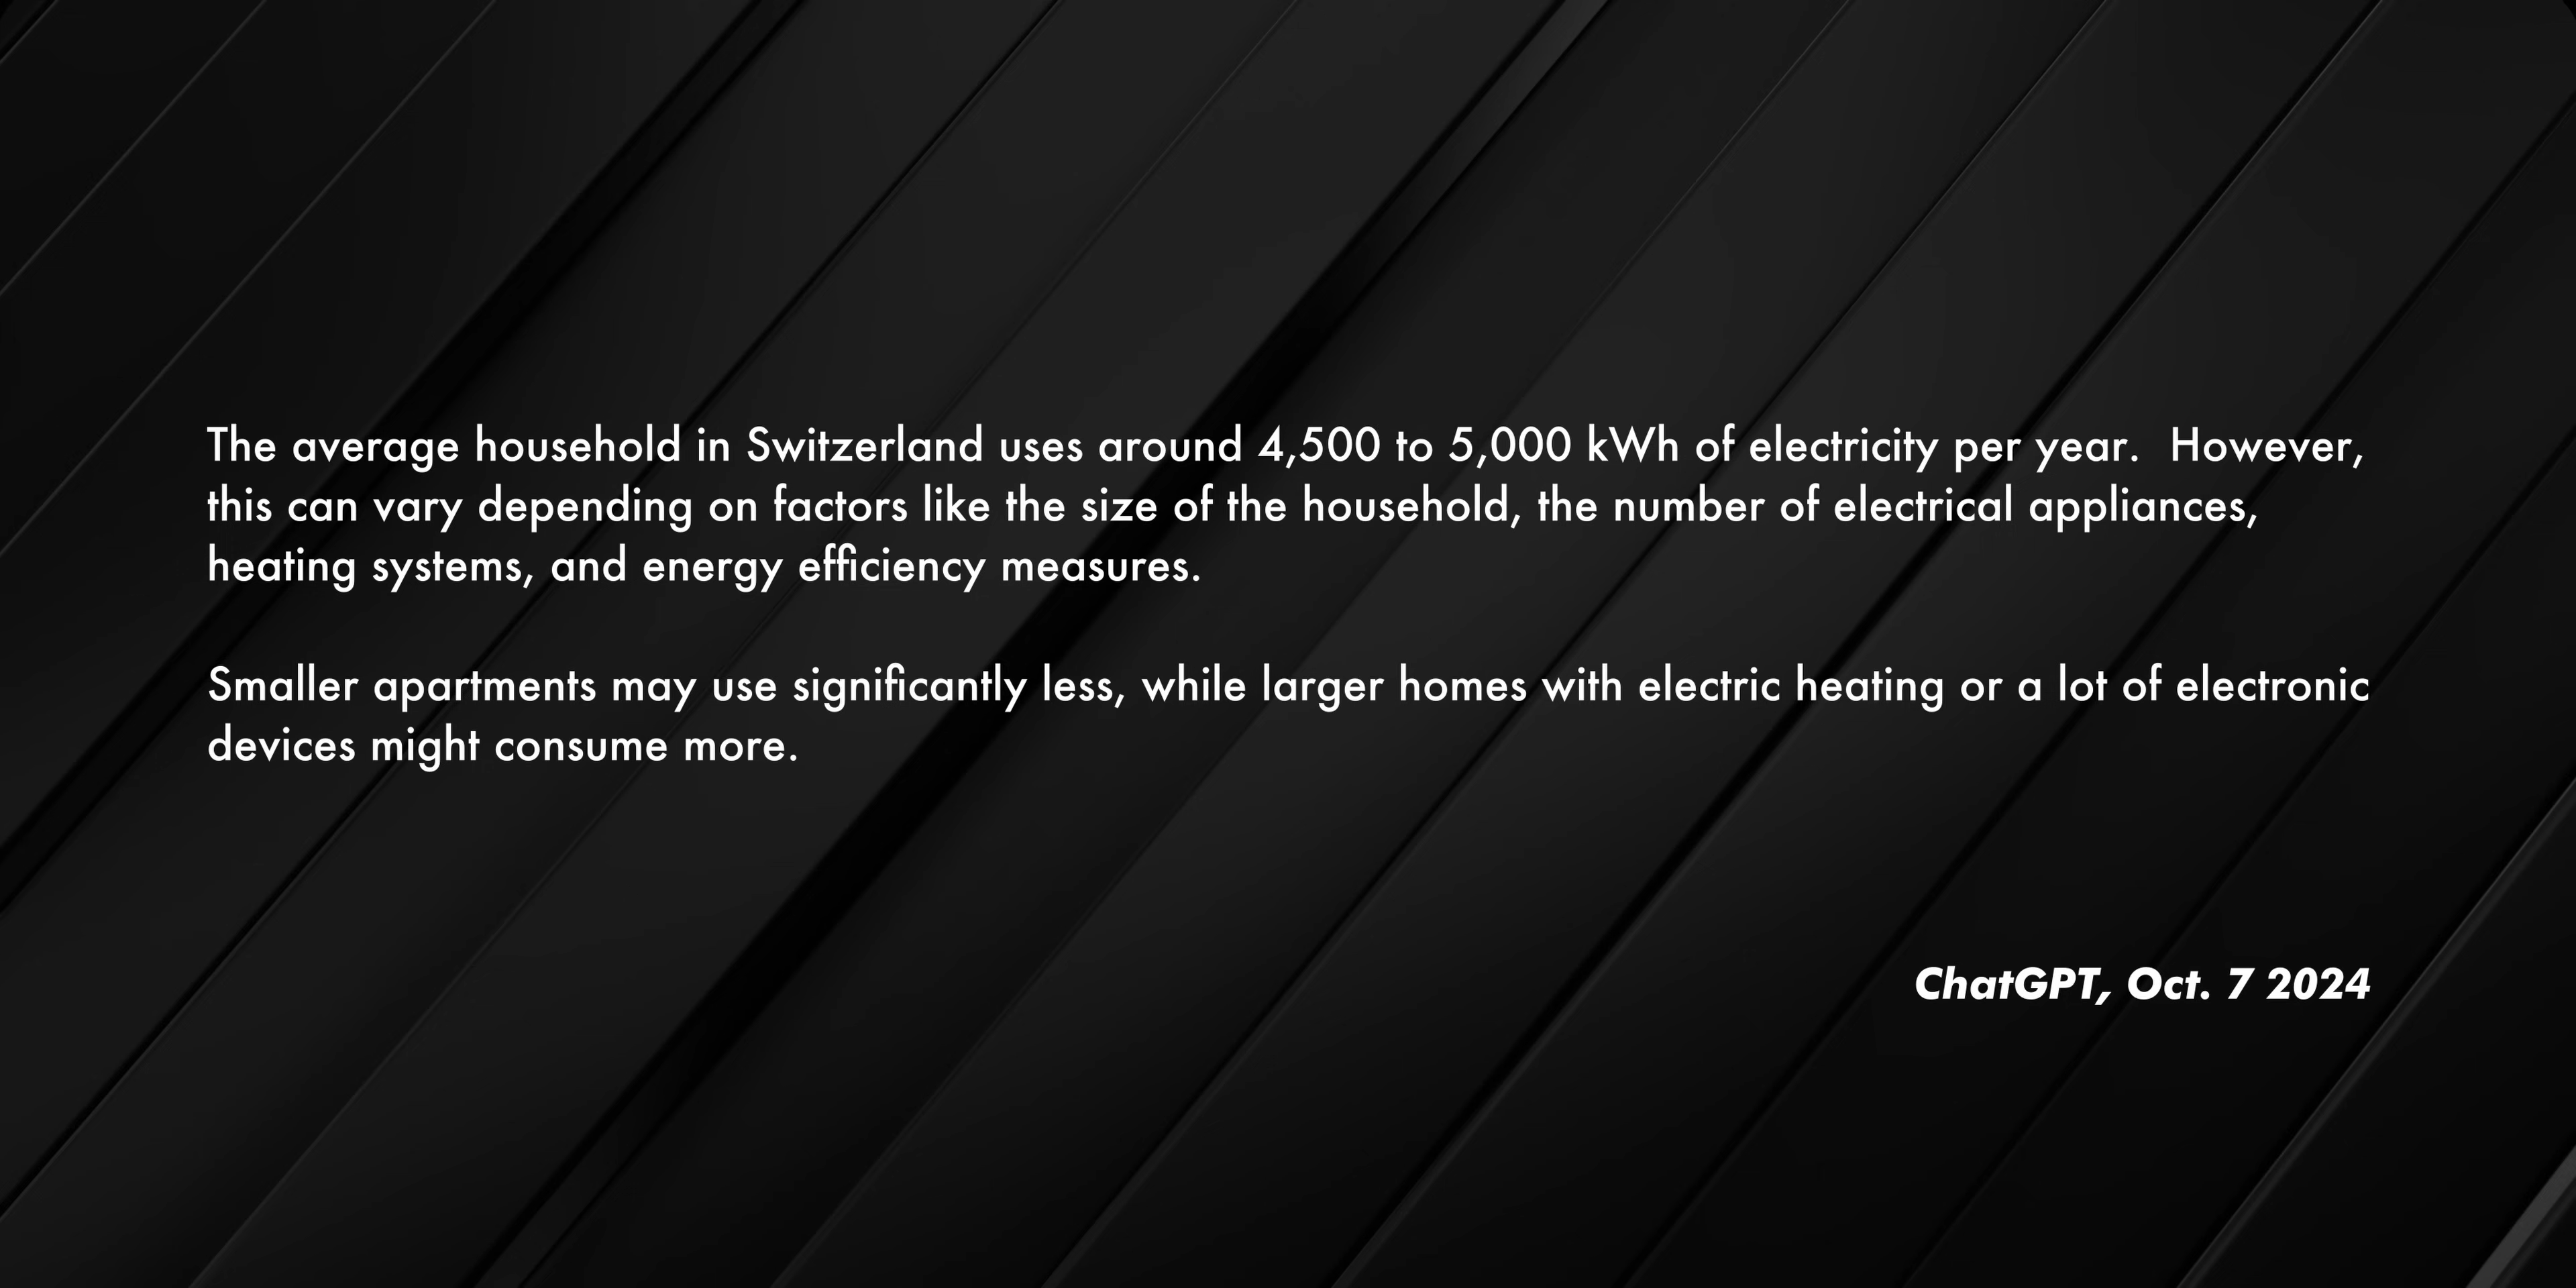 The average household in Switzerland uses around 4,500 to 5,000 kWh of electricity per year.  However,
this can vary depending on factors like the size of the household, the number of electrical appliances,
heating systems, and energy efficiency measures.
Smaller apartments may use significantly less, while larger homes with electric heating or a lot of electronic
devices might consume more.
ChatGPT, Oct. 7 2024